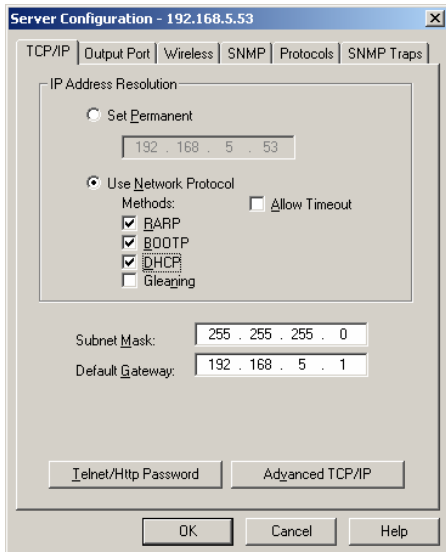 Server Configuration - 192.168.5.53
TCP/IP Output Port Wireless SNMP Protocols SNMP Traps
IP Address Resolution
Set Permanent
192 . 168 . 5 . 53
Use Network Protocol
Methods: Allow Timeout
RARP
BOOTP
DHCP
Gleaning
Subnet Mask: 255 . 255 . 255 . 0
Default Gateway: 192 . 168 . 5 . 1
Telnet/Http Password Advanced TCP/IP
OK Cancel Help